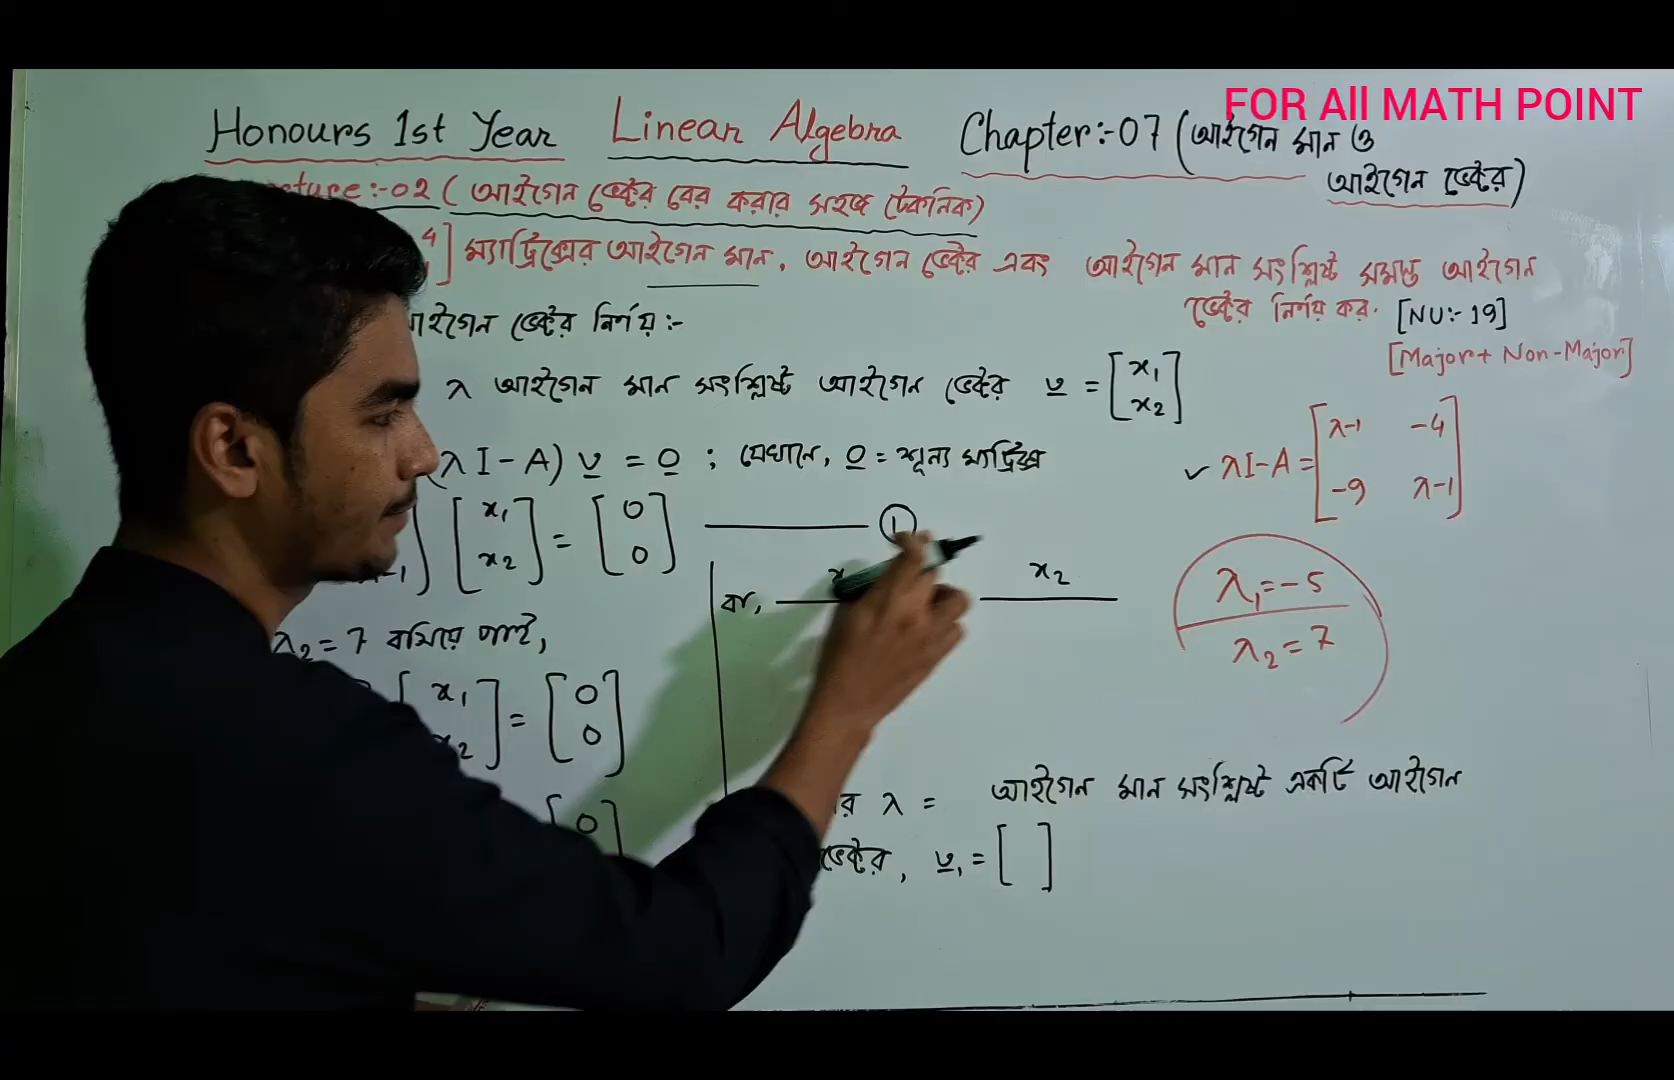 FOR All MATH POINT
Honours 1st Year Linear Algebra Chapter:-07 (আইগেন মান ও
আইগেন ভেক্টর)
:-02 (আইগেন ভেক্টর বের করার সহজ টেকনিক)
4] ম্যাট্রিক্সের আইগেন মান, আইগেন ভেক্টর এবং আইগেন মান সংশ্লিষ্ট সমস্ত আইগেন
ভেক্টর নির্ণয় কর. [NU:-19]
[Major+ Non-Major]
আইগেন ভেক্টর নির্ণয়:-
λ আইগেন মান সংশ্লিষ্ট আইগেন ভেক্টর v = [x₁
x₂]
(λI-A) v = 0 ; যেখানে, 0 = শূন্য ম্যাট্রিক্স
✓ λI-A = [λ-1 -4
-9 λ-1]
[x₁
x₂] = [0
0] ——— ①
বা, x₂
λ₁=-5
λ₂=7
λ₂=7 বসিয়ে পাই,
[x₁
x₂] = [0
0]
[0
λ = আইগেন মান সংশ্লিষ্ট একটি আইগেন
ভেক্টর, v₁ = [ ]